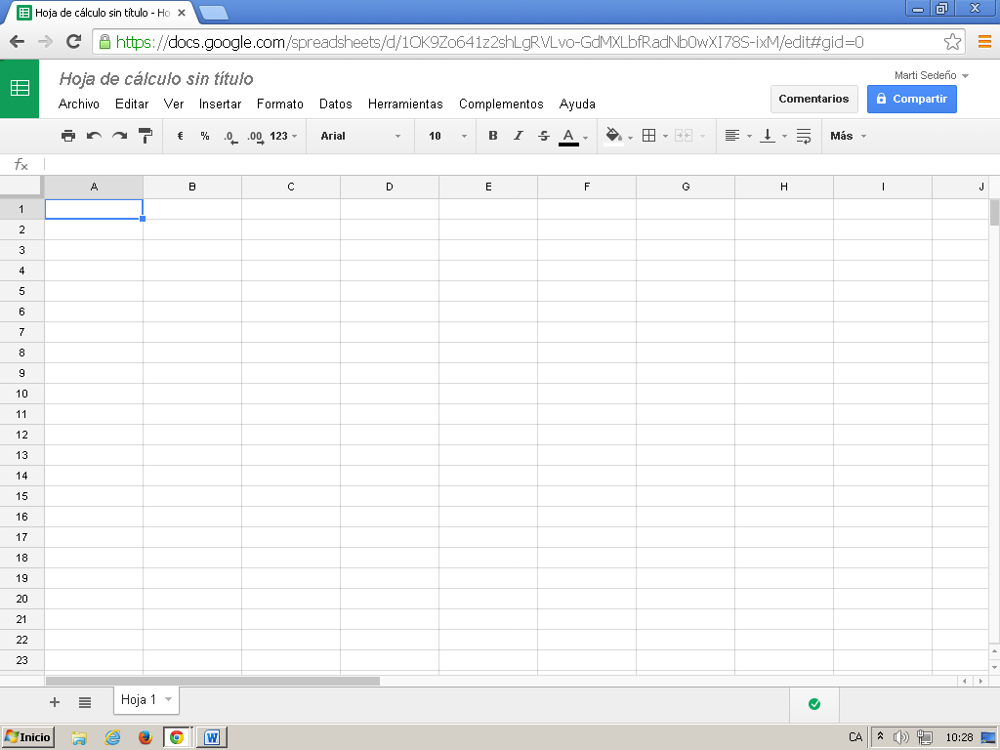 Hoja de cálculo sin título - Ho
https://docs.google.com/spreadsheets/d/1OK9Zo641z2shLgRVLvo-GdMXLbfRadNb0wXI78S-ixM/edit#gid=0
Hoja de cálculo sin título
Marti Sedeño
Archivo Editar Ver Insertar Formato Datos Herramientas Complementos Ayuda
Comentarios Compartir
€ % .0 .00 123 Arial 10 B I S A Más
fx
A B C D E F G H I J
1
2
3
4
5
6
7
8
9
10
11
12
13
14
15
16
17
18
19
20
21
22
23
Hoja 1
Inicio CA 10:28